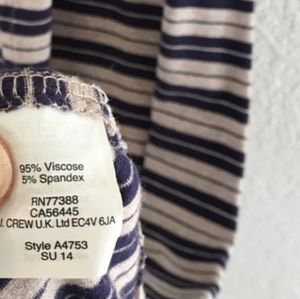 95% Viscose
5% Spandex
RN77388
CA56445
J. CREW U.K. Ltd EC4V 6JA
Style A4753
SU 14